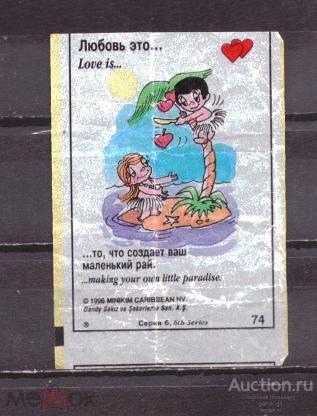 Любовь это...
Love is...
...то, что создает ваш
маленький рай.
...making your own little paradise.
© 1996 MINIKIM CARIBBEAN NV.
Dandy Sakız ve Şekerleme San. A.Ş.
® Серия 6, 6th Series 74
Аукцион.ru